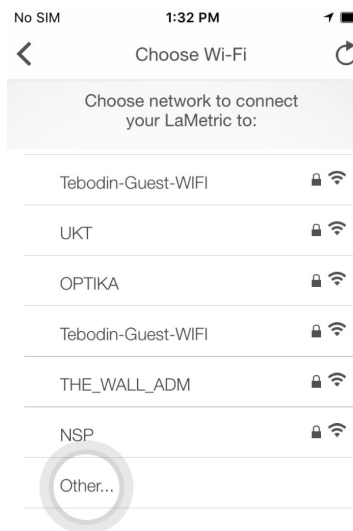 No SIM 1:32 PM
Choose Wi-Fi
Choose network to connect
your LaMetric to:
Tebodin-Guest-WIFI
UKT
OPTIKA
Tebodin-Guest-WIFI
THE_WALL_ADM
NSP
Other...